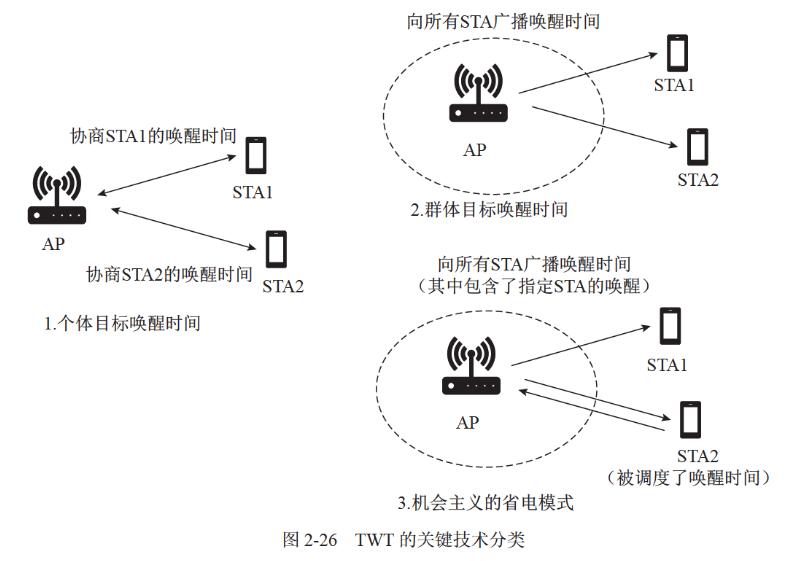 协商STA1的唤醒时间
STA1
AP
协商STA2的唤醒时间
STA2
1.个体目标唤醒时间
向所有STA广播唤醒时间
STA1
AP
STA2
2.群体目标唤醒时间
向所有STA广播唤醒时间
（其中包含了指定STA的唤醒）
STA1
AP
STA2
（被调度了唤醒时间）
3.机会主义的省电模式
图 2-26 TWT 的关键技术分类